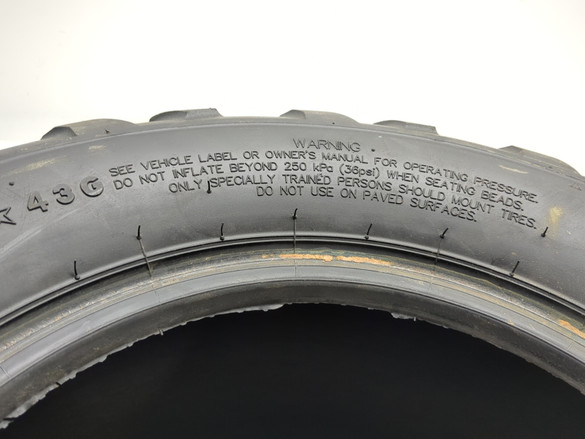 WARNING
SEE VEHICLE LABEL OR OWNER'S MANUAL FOR OPERATING PRESSURE.
DO NOT INFLATE BEYOND 250 kPa (36psi) WHEN SEATING BEADS.
ONLY SPECIALLY TRAINED PERSONS SHOULD MOUNT TIRES.
DO NOT USE ON PAVED SURFACES.
★43G